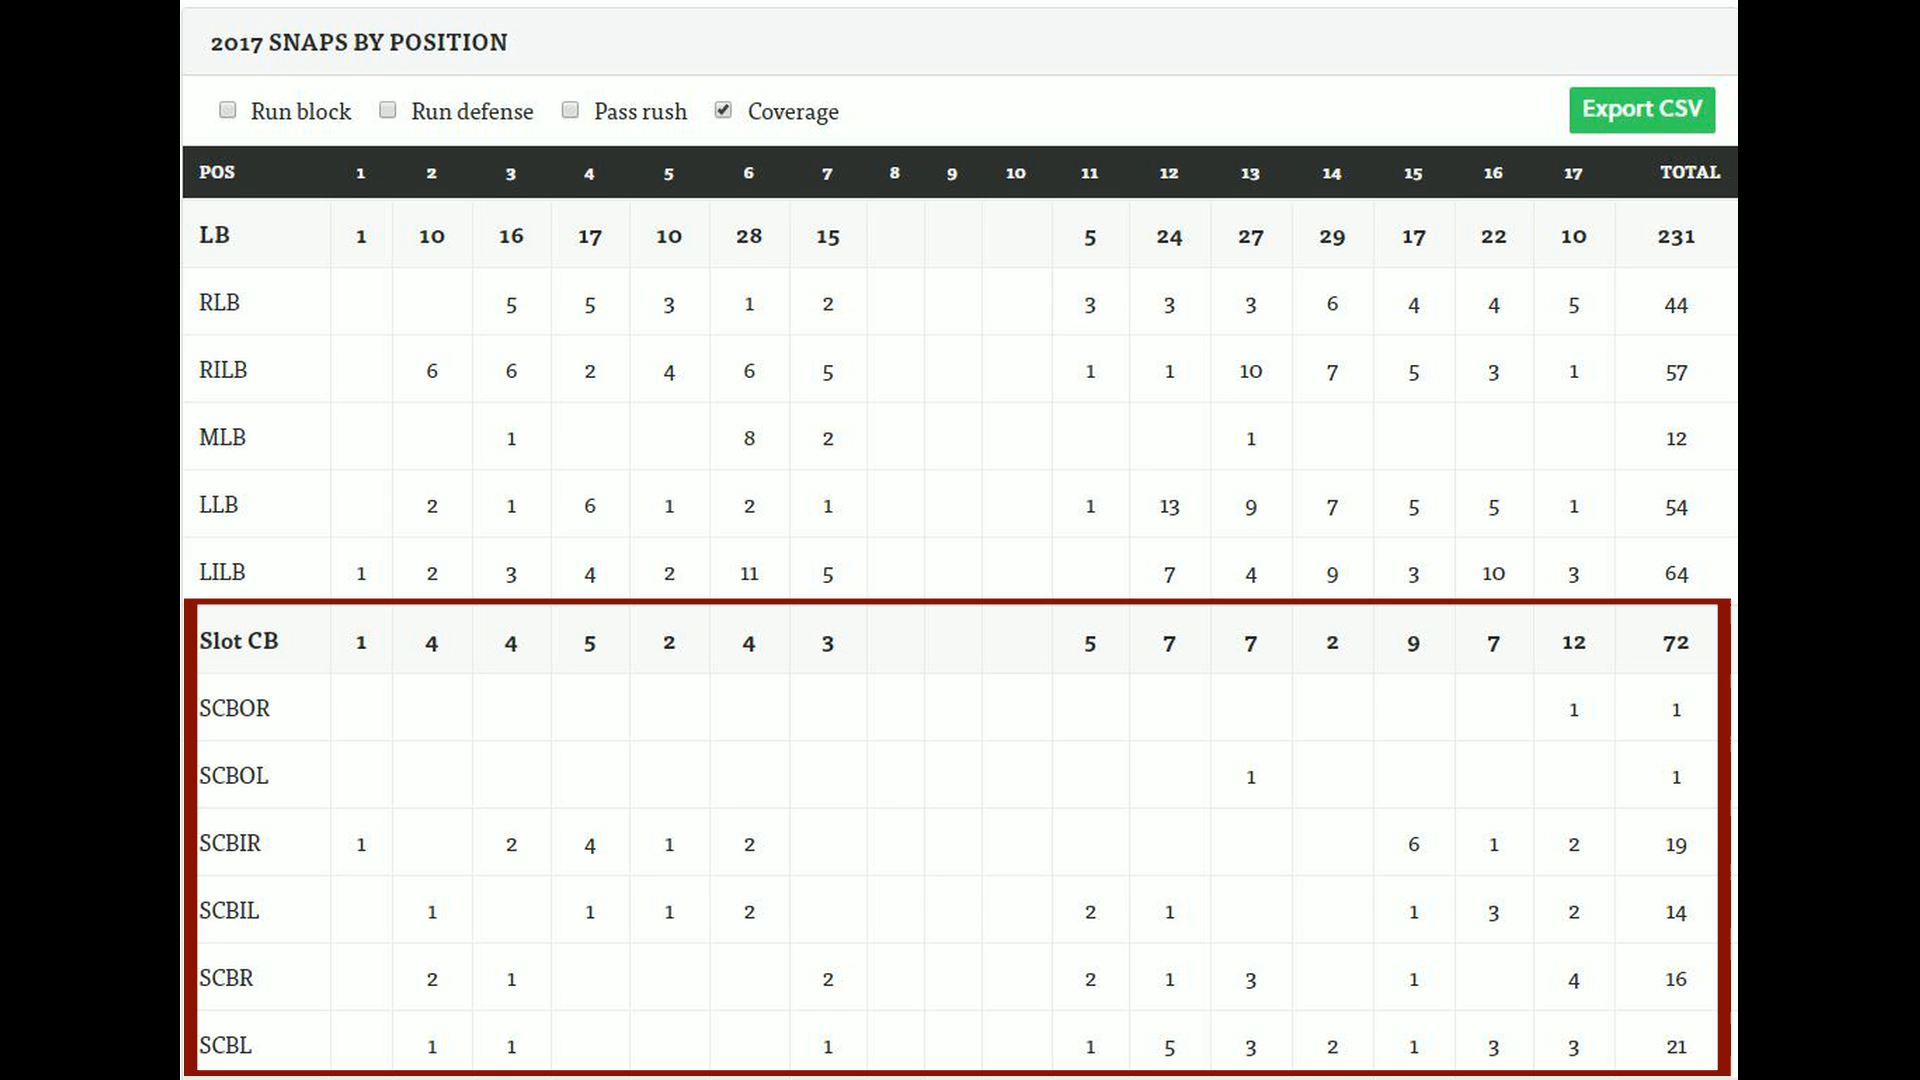 2017 SNAPS BY POSITION
Run block Run defense Pass rush Coverage Export CSV
POS 1 2 3 4 5 6 7 8 9 10 11 12 13 14 15 16 17 TOTAL
LB 1 10 16 17 10 28 15 5 24 27 29 17 22 10 231
RLB 5 5 3 1 2 3 3 3 6 4 4 5 44
RILB 6 6 2 4 6 5 1 1 10 7 5 3 1 57
MLB 1 8 2 1 12
LLB 2 1 6 1 2 1 1 13 9 7 5 5 1 54
LILB 1 2 3 4 2 11 5 7 4 9 3 10 3 64
Slot CB 1 4 4 5 2 4 3 5 7 7 2 9 7 12 72
SCBOR 1 1
SCBOL 1 1
SCBIR 1 2 4 1 2 6 1 2 19
SCBIL 1 1 1 2 2 1 1 3 2 14
SCBR 2 1 2 2 1 3 1 4 16
SCBL 1 1 1 1 5 3 2 1 3 3 21